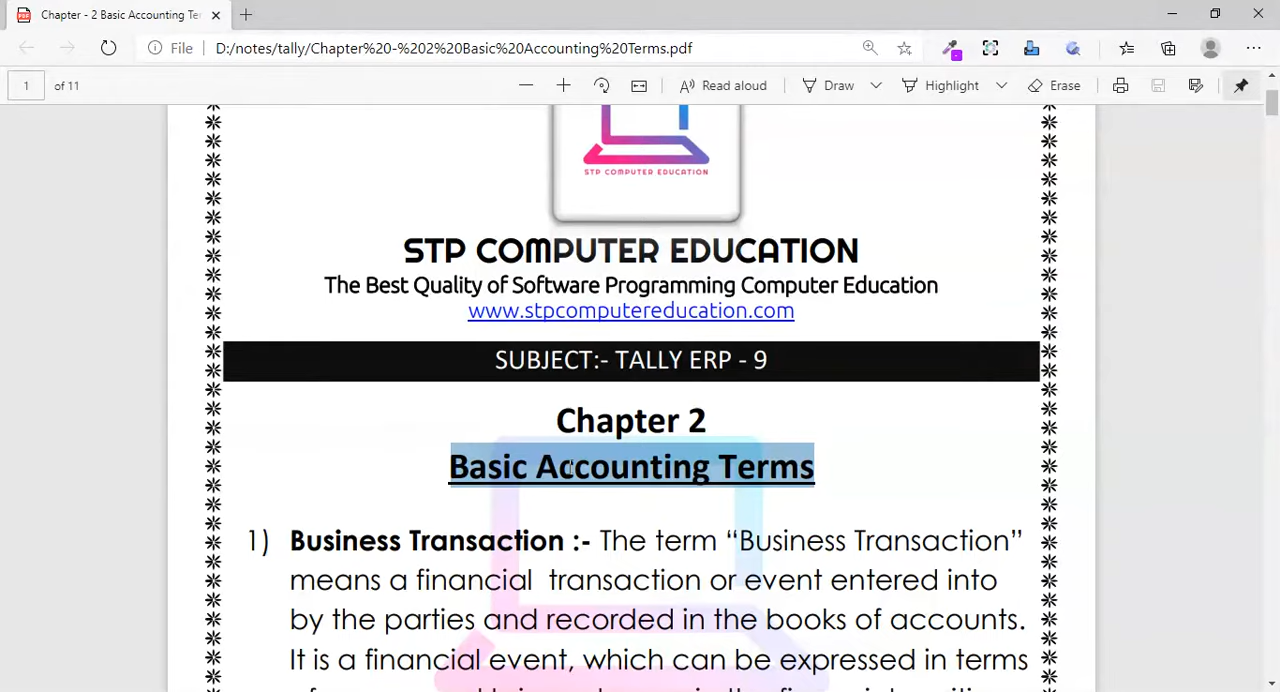 Chapter - 2 Basic Accounting Te
File D:/notes/tally/Chapter%20-%202%20Basic%20Accounting%20Terms.pdf
1 of 11 Read aloud Draw Highlight Erase
STP COMPUTER EDUCATION
STP COMPUTER EDUCATION
The Best Quality of Software Programming Computer Education
www.stpcomputereducation.com
SUBJECT:- TALLY ERP - 9
Chapter 2
Basic Accounting Terms
1) Business Transaction :- The term “Business Transaction”
means a financial transaction or event entered into
by the parties and recorded in the books of accounts.
It is a financial event, which can be expressed in terms